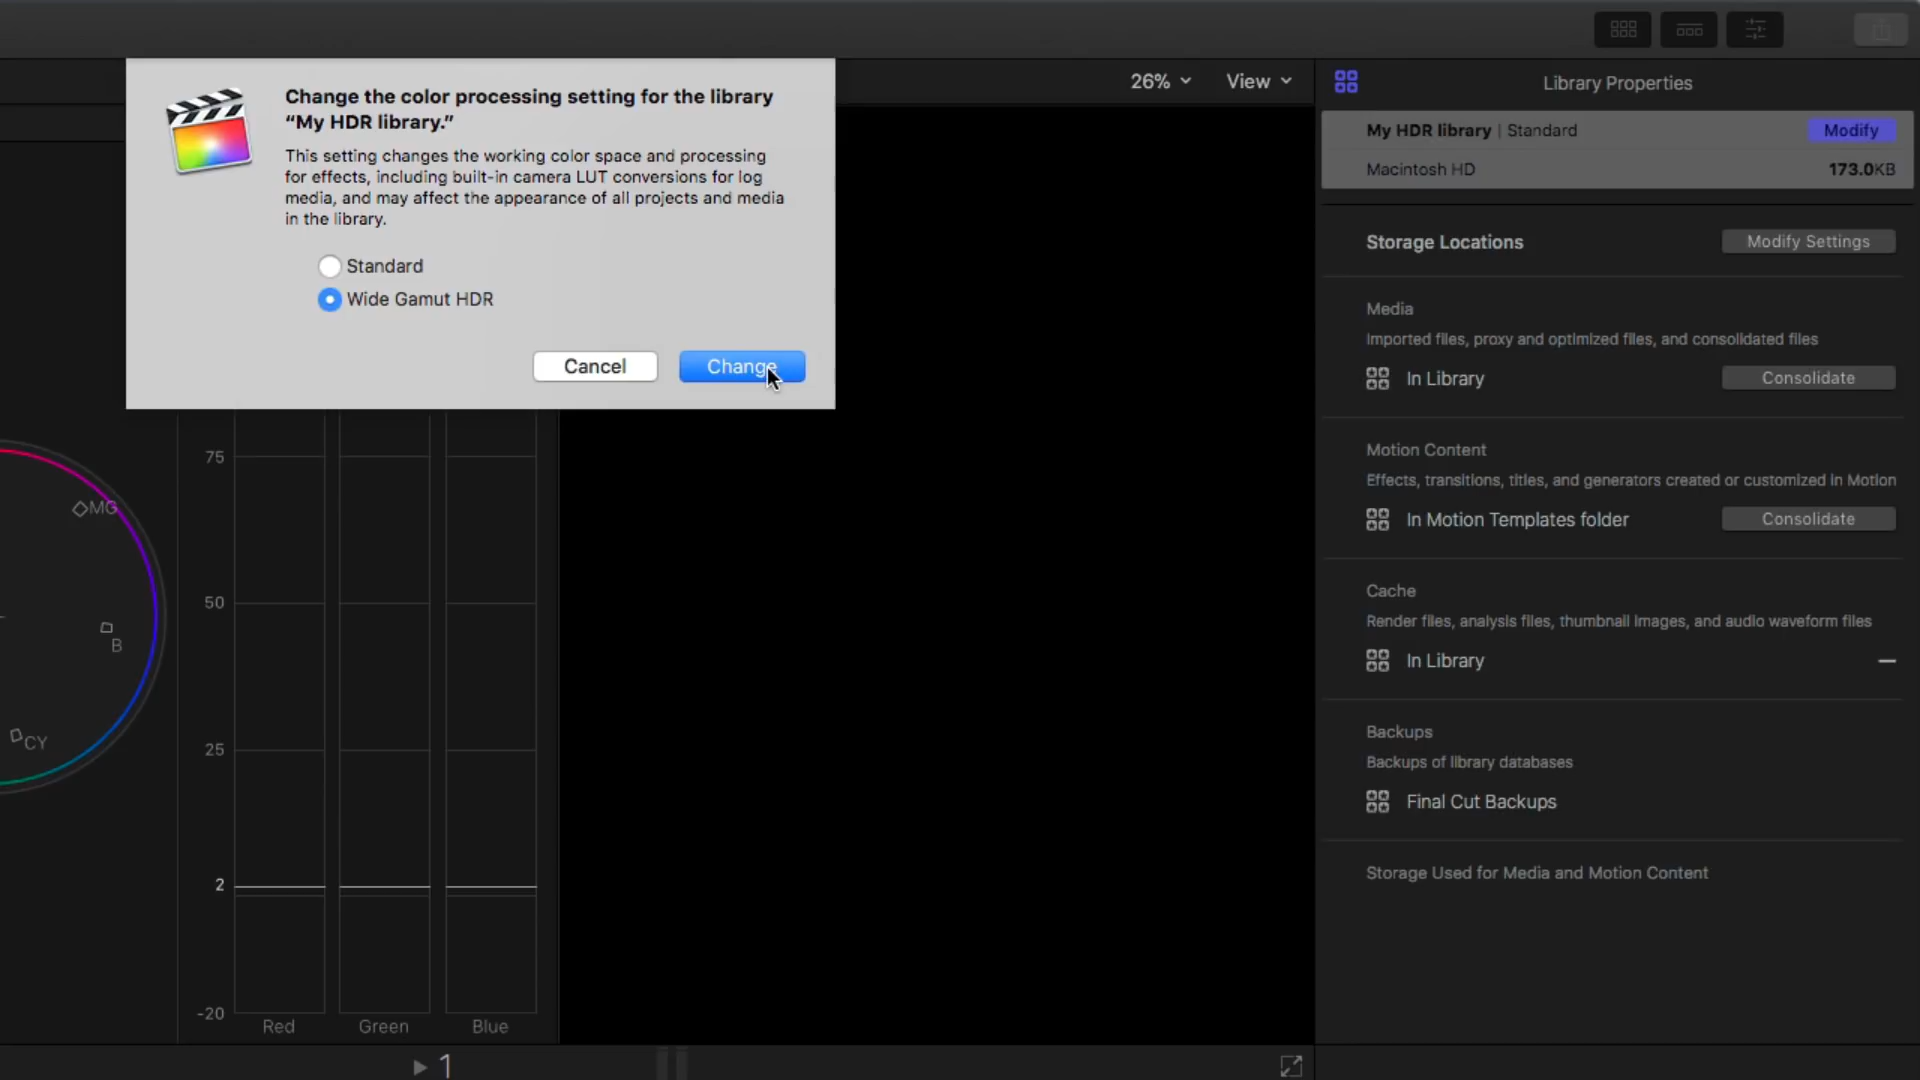 26%
View
Library Properties
Change the color processing setting for the library
“My HDR library.”
This setting changes the working color space and processing
for effects, including built-in camera LUT conversions for log
media, and may affect the appearance of all projects and media
in the library.
Standard
Wide Gamut HDR
Cancel
Change
My HDR library | Standard
Modify
Macintosh HD
173.0KB
Storage Locations
Modify Settings
Media
Imported files, proxy and optimized files, and consolidated files
In Library
Consolidate
Motion Content
Effects, transitions, titles, and generators created or customized in Motion
In Motion Templates folder
Consolidate
Cache
Render files, analysis files, thumbnail images, and audio waveform files
In Library
Backups
Backups of library databases
Final Cut Backups
Storage Used for Media and Motion Content
MG
B
CY
75
50
25
2
-20
Red
Green
Blue
1